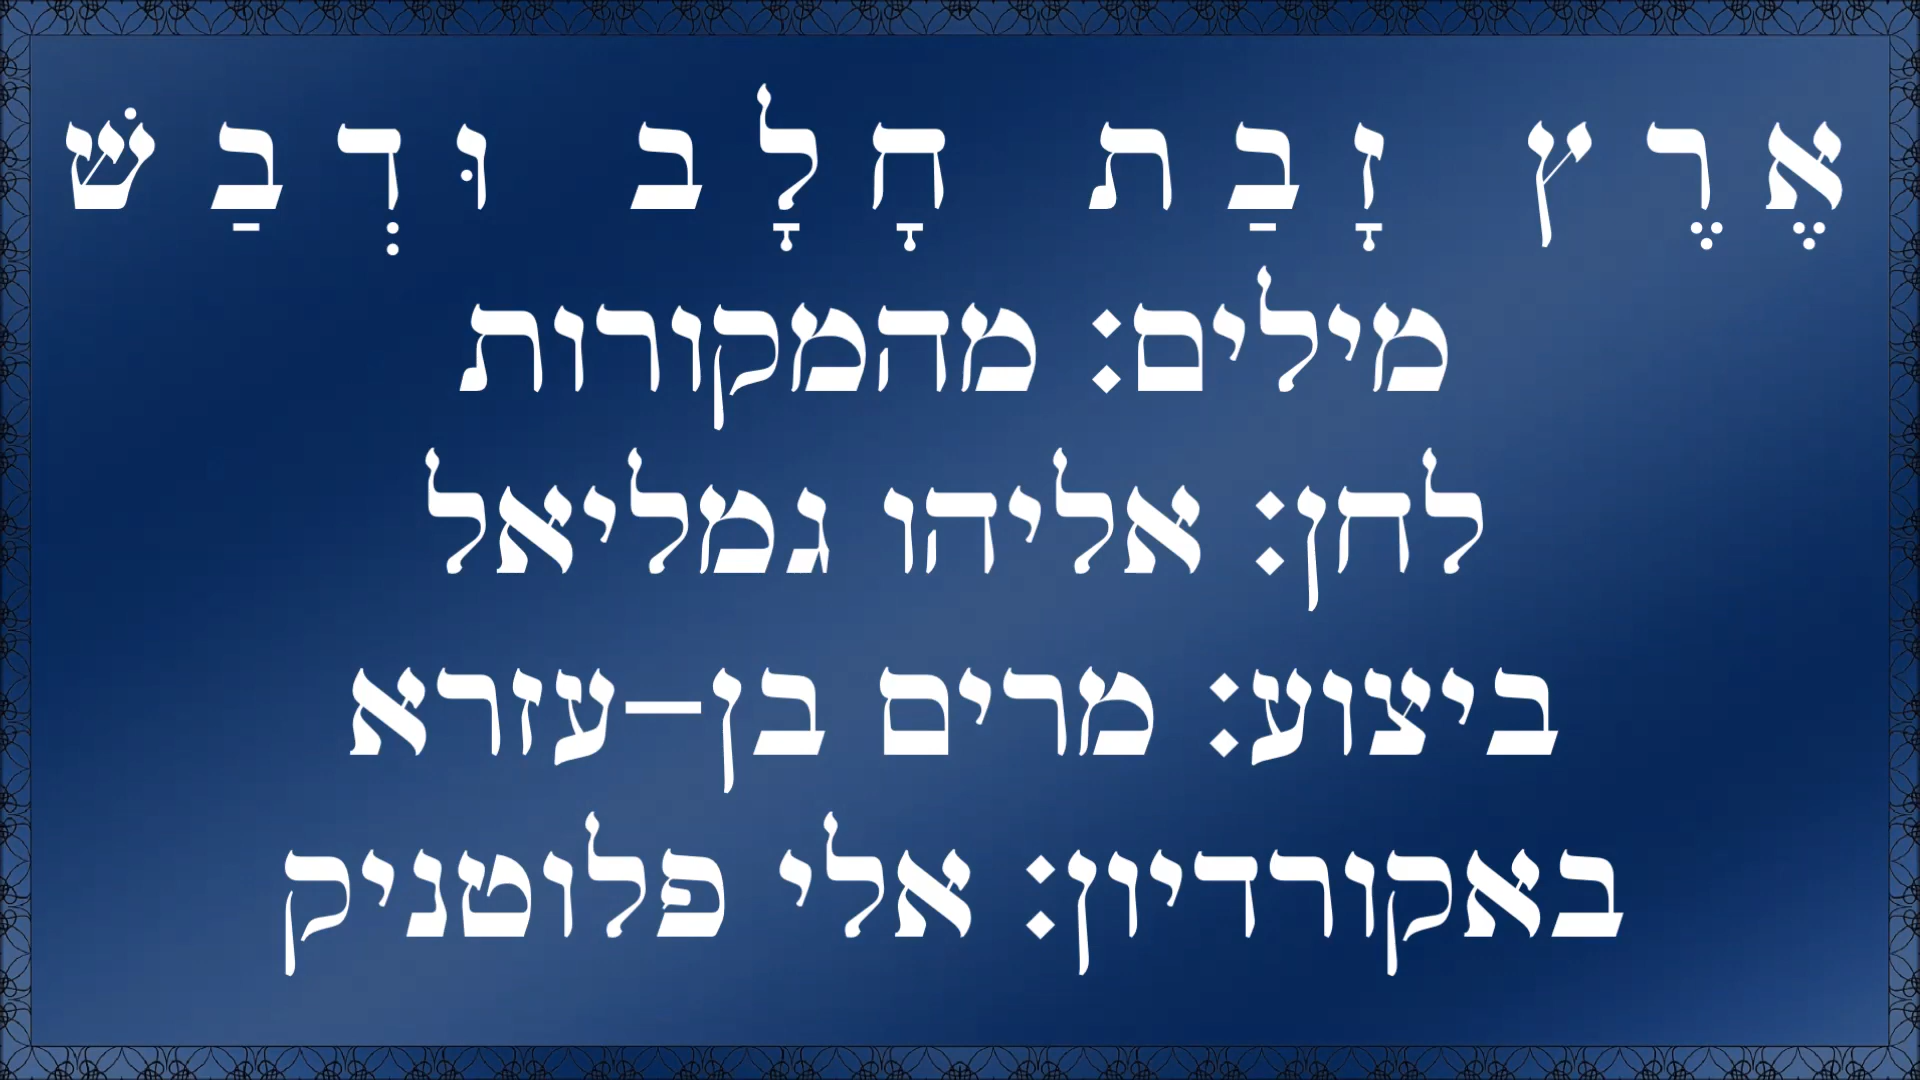 אֶרֶץ זָבַת חָלָב וּדְבַשׁ
מילים: מהמקורות
לחן: אליהו גמליאל
ביצוע: מרים בן–עזרא
באקורדיון: אלי פלוטניק